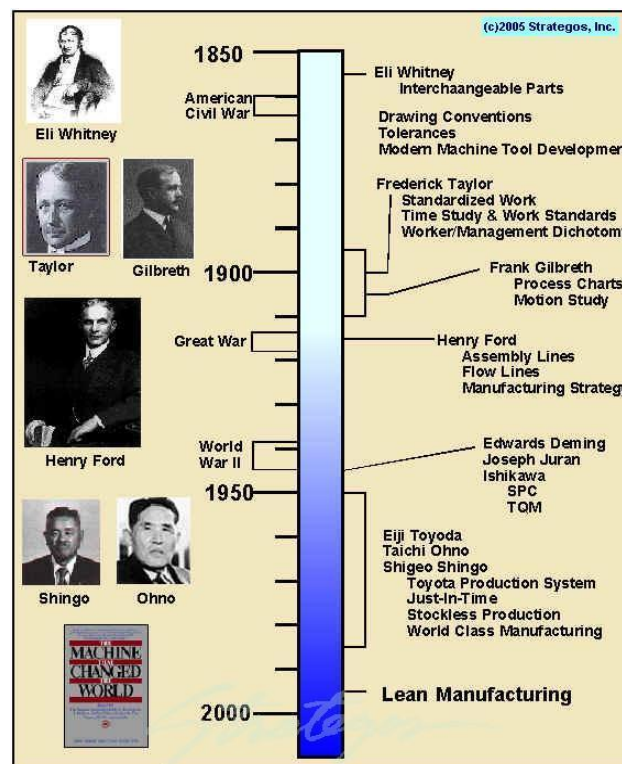 (c)2005 Strategos, Inc.
1850
Eli Whitney
Interchaangeable Parts
American
Civil War
Eli Whitney
Drawing Conventions
Tolerances
Modern Machine Tool Developmen
Frederick Taylor
Standardized Work
Time Study & Work Standards
Worker/Management Dichotomy
Taylor
Gilbreth
1900
Frank Gilbreth
Process Charts
Motion Study
Great War
Henry Ford
Assembly Lines
Flow Lines
Manufacturing Strategy
World
War II
Henry Ford
Edwards Deming
Joseph Juran
Ishikawa
SPC
TQM
1950
Eiji Toyoda
Taichi Ohno
Shigeo Shingo
Toyota Production System
Just-In-Time
Stockless Production
World Class Manufacturing
Shingo
Ohno
THE
MACHINE
THAT
CHANGED
THE
WORLD
Lean Manufacturing
2000
Strategos